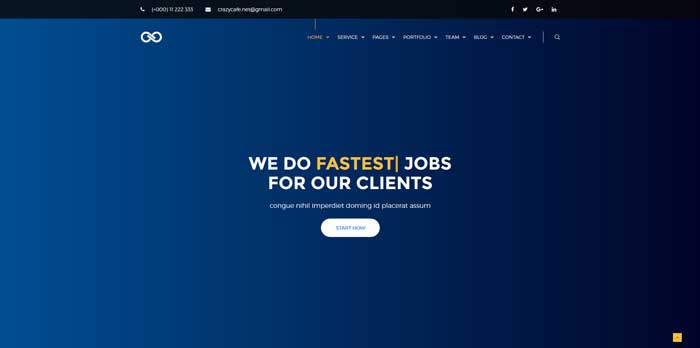 (+000) 11 222 333
crazycafe.net@gmail.com
HOME
SERVICE
PAGES
PORTFOLIO
TEAM
BLOG
CONTACT
WE DO FASTEST| JOBS
FOR OUR CLIENTS
congue nihil imperdiet doming id placerat assum
START NOW